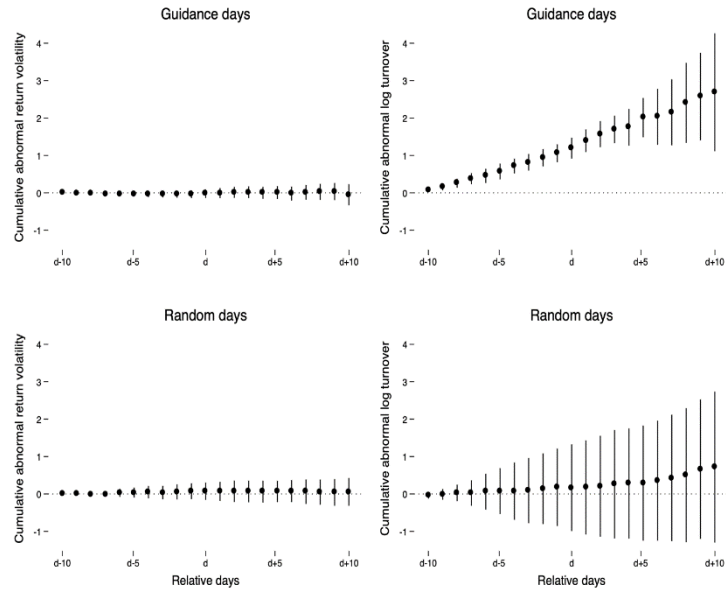 Guidance days
Cumulative abnormal return volatility
4
3
2
1
0
-1
d-10
d-5
d
d+5
d+10
Guidance days
Cumulative abnormal log turnover
4
3
2
1
0
-1
d-10
d-5
d
d+5
d+10
Random days
Cumulative abnormal return volatility
4
3
2
1
0
-1
d-10
d-5
d
d+5
d+10
Relative days
Random days
Cumulative abnormal log turnover
4
3
2
1
0
-1
d-10
d-5
d
d+5
d+10
Relative days